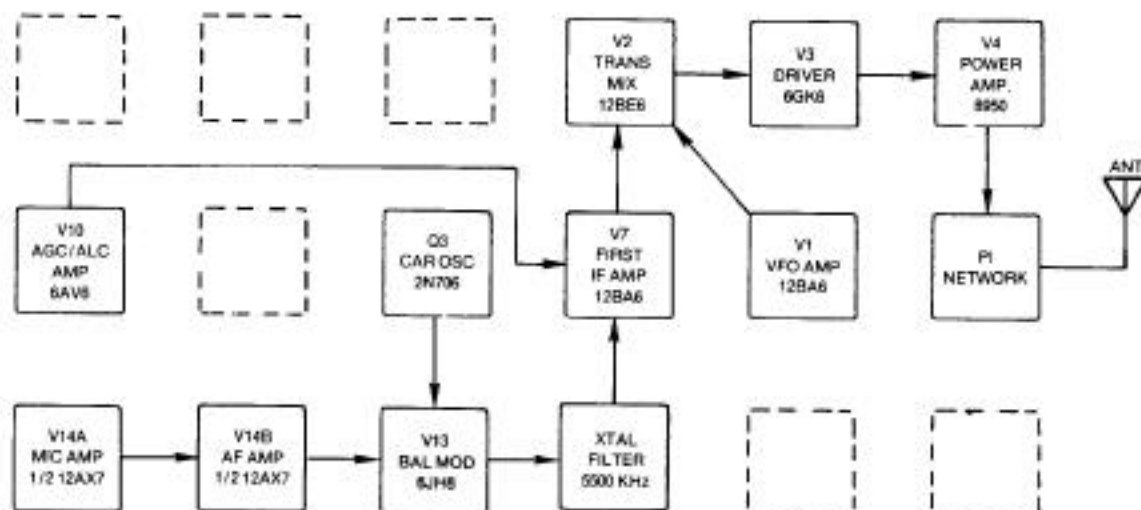 V2
TRANS
MIX
12BE6
V3
DRIVER
6GK6
V4
POWER
AMP.
8950
ANT
V10
AGC/ALC
AMP
6AV6
Q3
CAR OSC
2N706
V7
FIRST
IF AMP
12BA6
V1
VFO AMP
12BA6
PI
NETWORK
V14A
MIC AMP
1/2 12AX7
V14B
AF AMP
1/2 12AX7
V13
BAL MOD
6JH8
XTAL
FILTER
5500 KHz